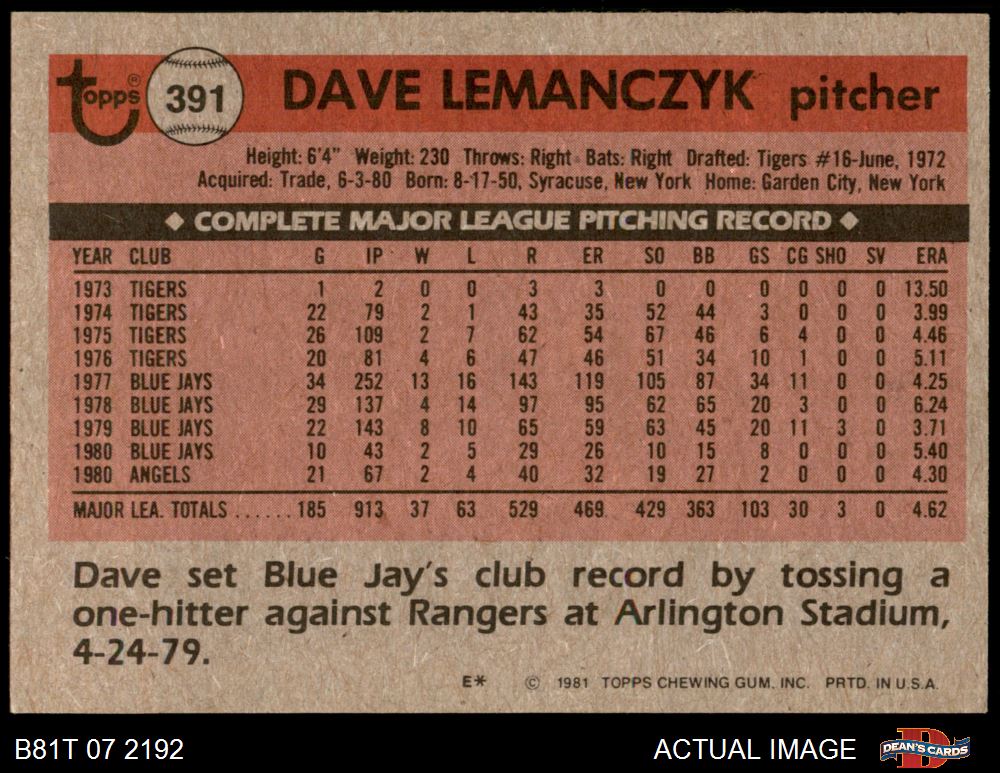 topps® 391 DAVE LEMANCZYK pitcher
Height: 6'4" Weight: 230 Throws: Right Bats: Right Drafted: Tigers #16-June, 1972
Acquired: Trade, 6-3-80 Born: 8-17-50, Syracuse, New York Home: Garden City, New York
◆ COMPLETE MAJOR LEAGUE PITCHING RECORD ◆
YEAR CLUB G IP W L R ER SO BB GS CG SHO SV ERA
1973 TIGERS 1 2 0 0 3 3 0 0 0 0 0 0 13.50
1974 TIGERS 22 79 2 1 43 35 52 44 3 0 0 0 3.99
1975 TIGERS 26 109 2 7 62 54 67 46 6 4 0 0 4.46
1976 TIGERS 20 81 4 6 47 46 51 34 10 1 0 0 5.11
1977 BLUE JAYS 34 252 13 16 143 119 105 87 34 11 0 0 4.25
1978 BLUE JAYS 29 137 4 14 97 95 62 65 20 3 0 0 6.24
1979 BLUE JAYS 22 143 8 10 65 59 63 45 20 11 3 0 3.71
1980 BLUE JAYS 10 43 2 5 29 26 10 15 8 0 0 0 5.40
1980 ANGELS 21 67 2 4 40 32 19 27 2 0 0 0 4.30
MAJOR LEA. TOTALS ...... 185 913 37 63 529 469 429 363 103 30 3 0 4.62
Dave set Blue Jay's club record by tossing a
one-hitter against Rangers at Arlington Stadium,
4-24-79.
E* © 1981 TOPPS CHEWING GUM, INC. PRTD. IN U.S.A.
B81T 07 2192 ACTUAL IMAGE DEAN'S CARDS